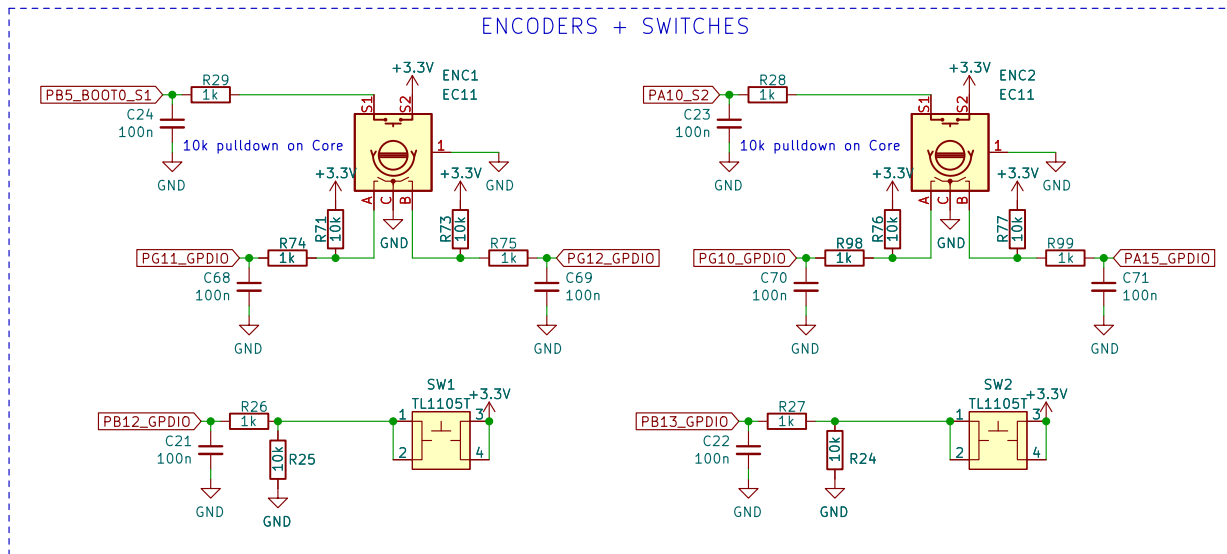 ENCODERS + SWITCHES
PB5_BOOT0_S1
R29
1k
C24
100n
GND
10k pulldown on Core
S1
S2
+3.3V
ENC1
EC11
1
GND
A
C
B
GND
+3.3V
R71
10k
+3.3V
R73
10k
PG11_GPDIO
R74
1k
C68
100n
GND
R75
1k
PG12_GPDIO
C69
100n
GND
PA10_S2
R28
1k
C23
100n
GND
10k pulldown on Core
S1
S2
+3.3V
ENC2
EC11
1
GND
A
C
B
GND
+3.3V
R76
10k
+3.3V
R77
10k
PG10_GPDIO
R98
1k
C70
100n
GND
R99
1k
PA15_GPDIO
C71
100n
GND
PB12_GPDIO
R26
1k
C21
100n
GND
10k
R25
GND
SW1
TL1105T
+3.3V
1
2
3
4
PB13_GPDIO
R27
1k
C22
100n
GND
10k
R24
GND
SW2
TL1105T
+3.3V
1
2
3
4